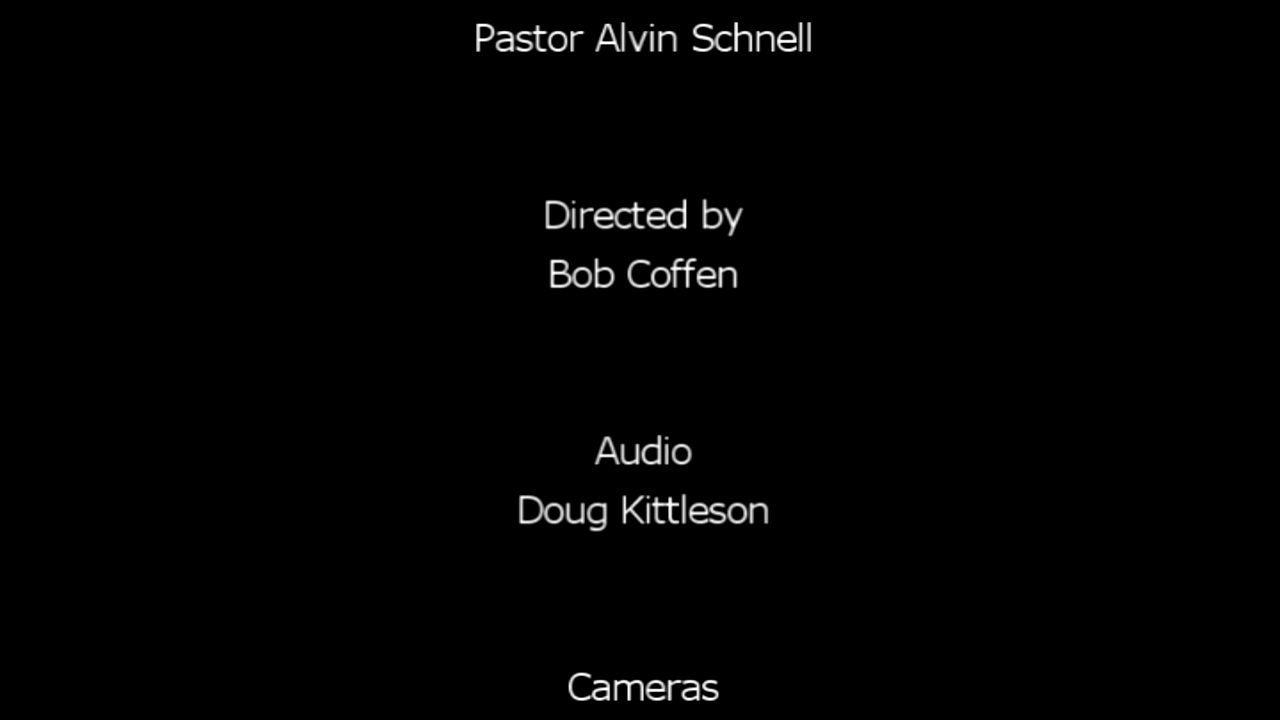 Pastor Alvin Schnell
Directed by
Bob Coffen
Audio
Doug Kittleson
Cameras